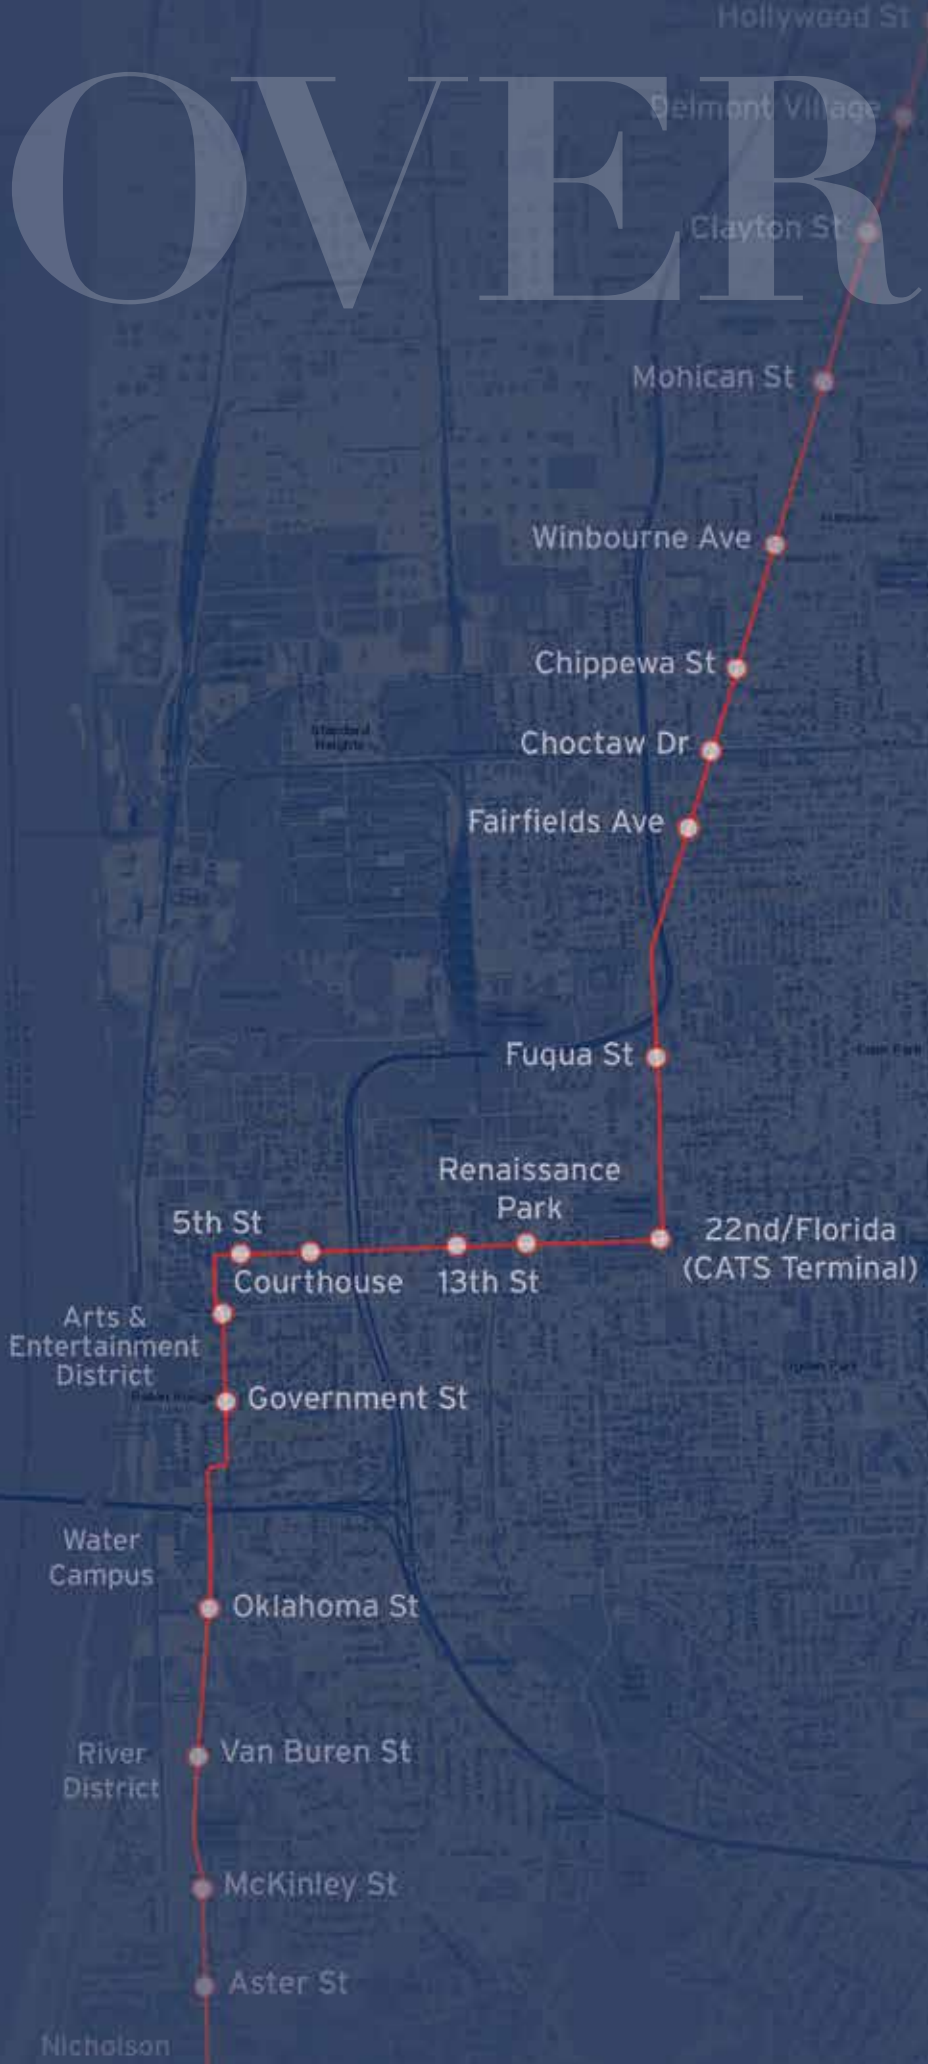 Hollywood St
OVER
Delmont Village
Clayton St
Mohican St
Winbourne Ave
Chippewa St
Standard
Heights
Choctaw Dr
Fairfields Ave
Fuqua St
Renaissance
Park
5th St
22nd/Florida
(CATS Terminal)
Courthouse
13th St
Arts &
Entertainment
District
Government St
Water
Campus
Oklahoma St
River
District
Van Buren St
McKinley St
Aster St
Nicholson